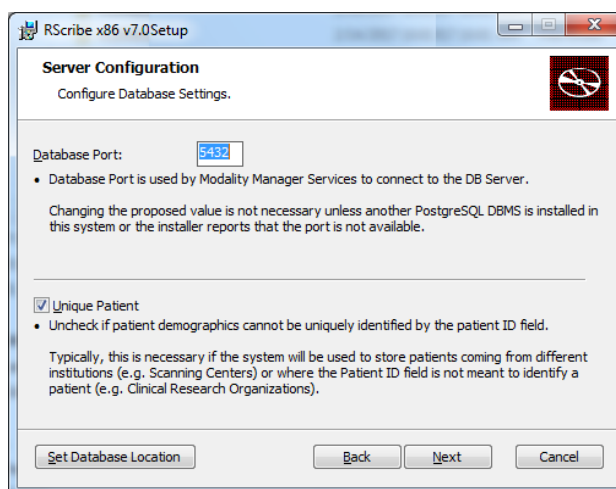 RScribe x86 v7.0Setup
Server Configuration
Configure Database Settings.
Database Port:
5432
• Database Port is used by Modality Manager Services to connect to the DB Server.
Changing the proposed value is not necessary unless another PostgreSQL DBMS is installed in
this system or the installer reports that the port is not available.
Unique Patient
• Uncheck if patient demographics cannot be uniquely identified by the patient ID field.
Typically, this is necessary if the system will be used to store patients coming from different
institutions (e.g. Scanning Centers) or where the Patient ID field is not meant to identify a
patient (e.g. Clinical Research Organizations).
Set Database Location
Back
Next
Cancel